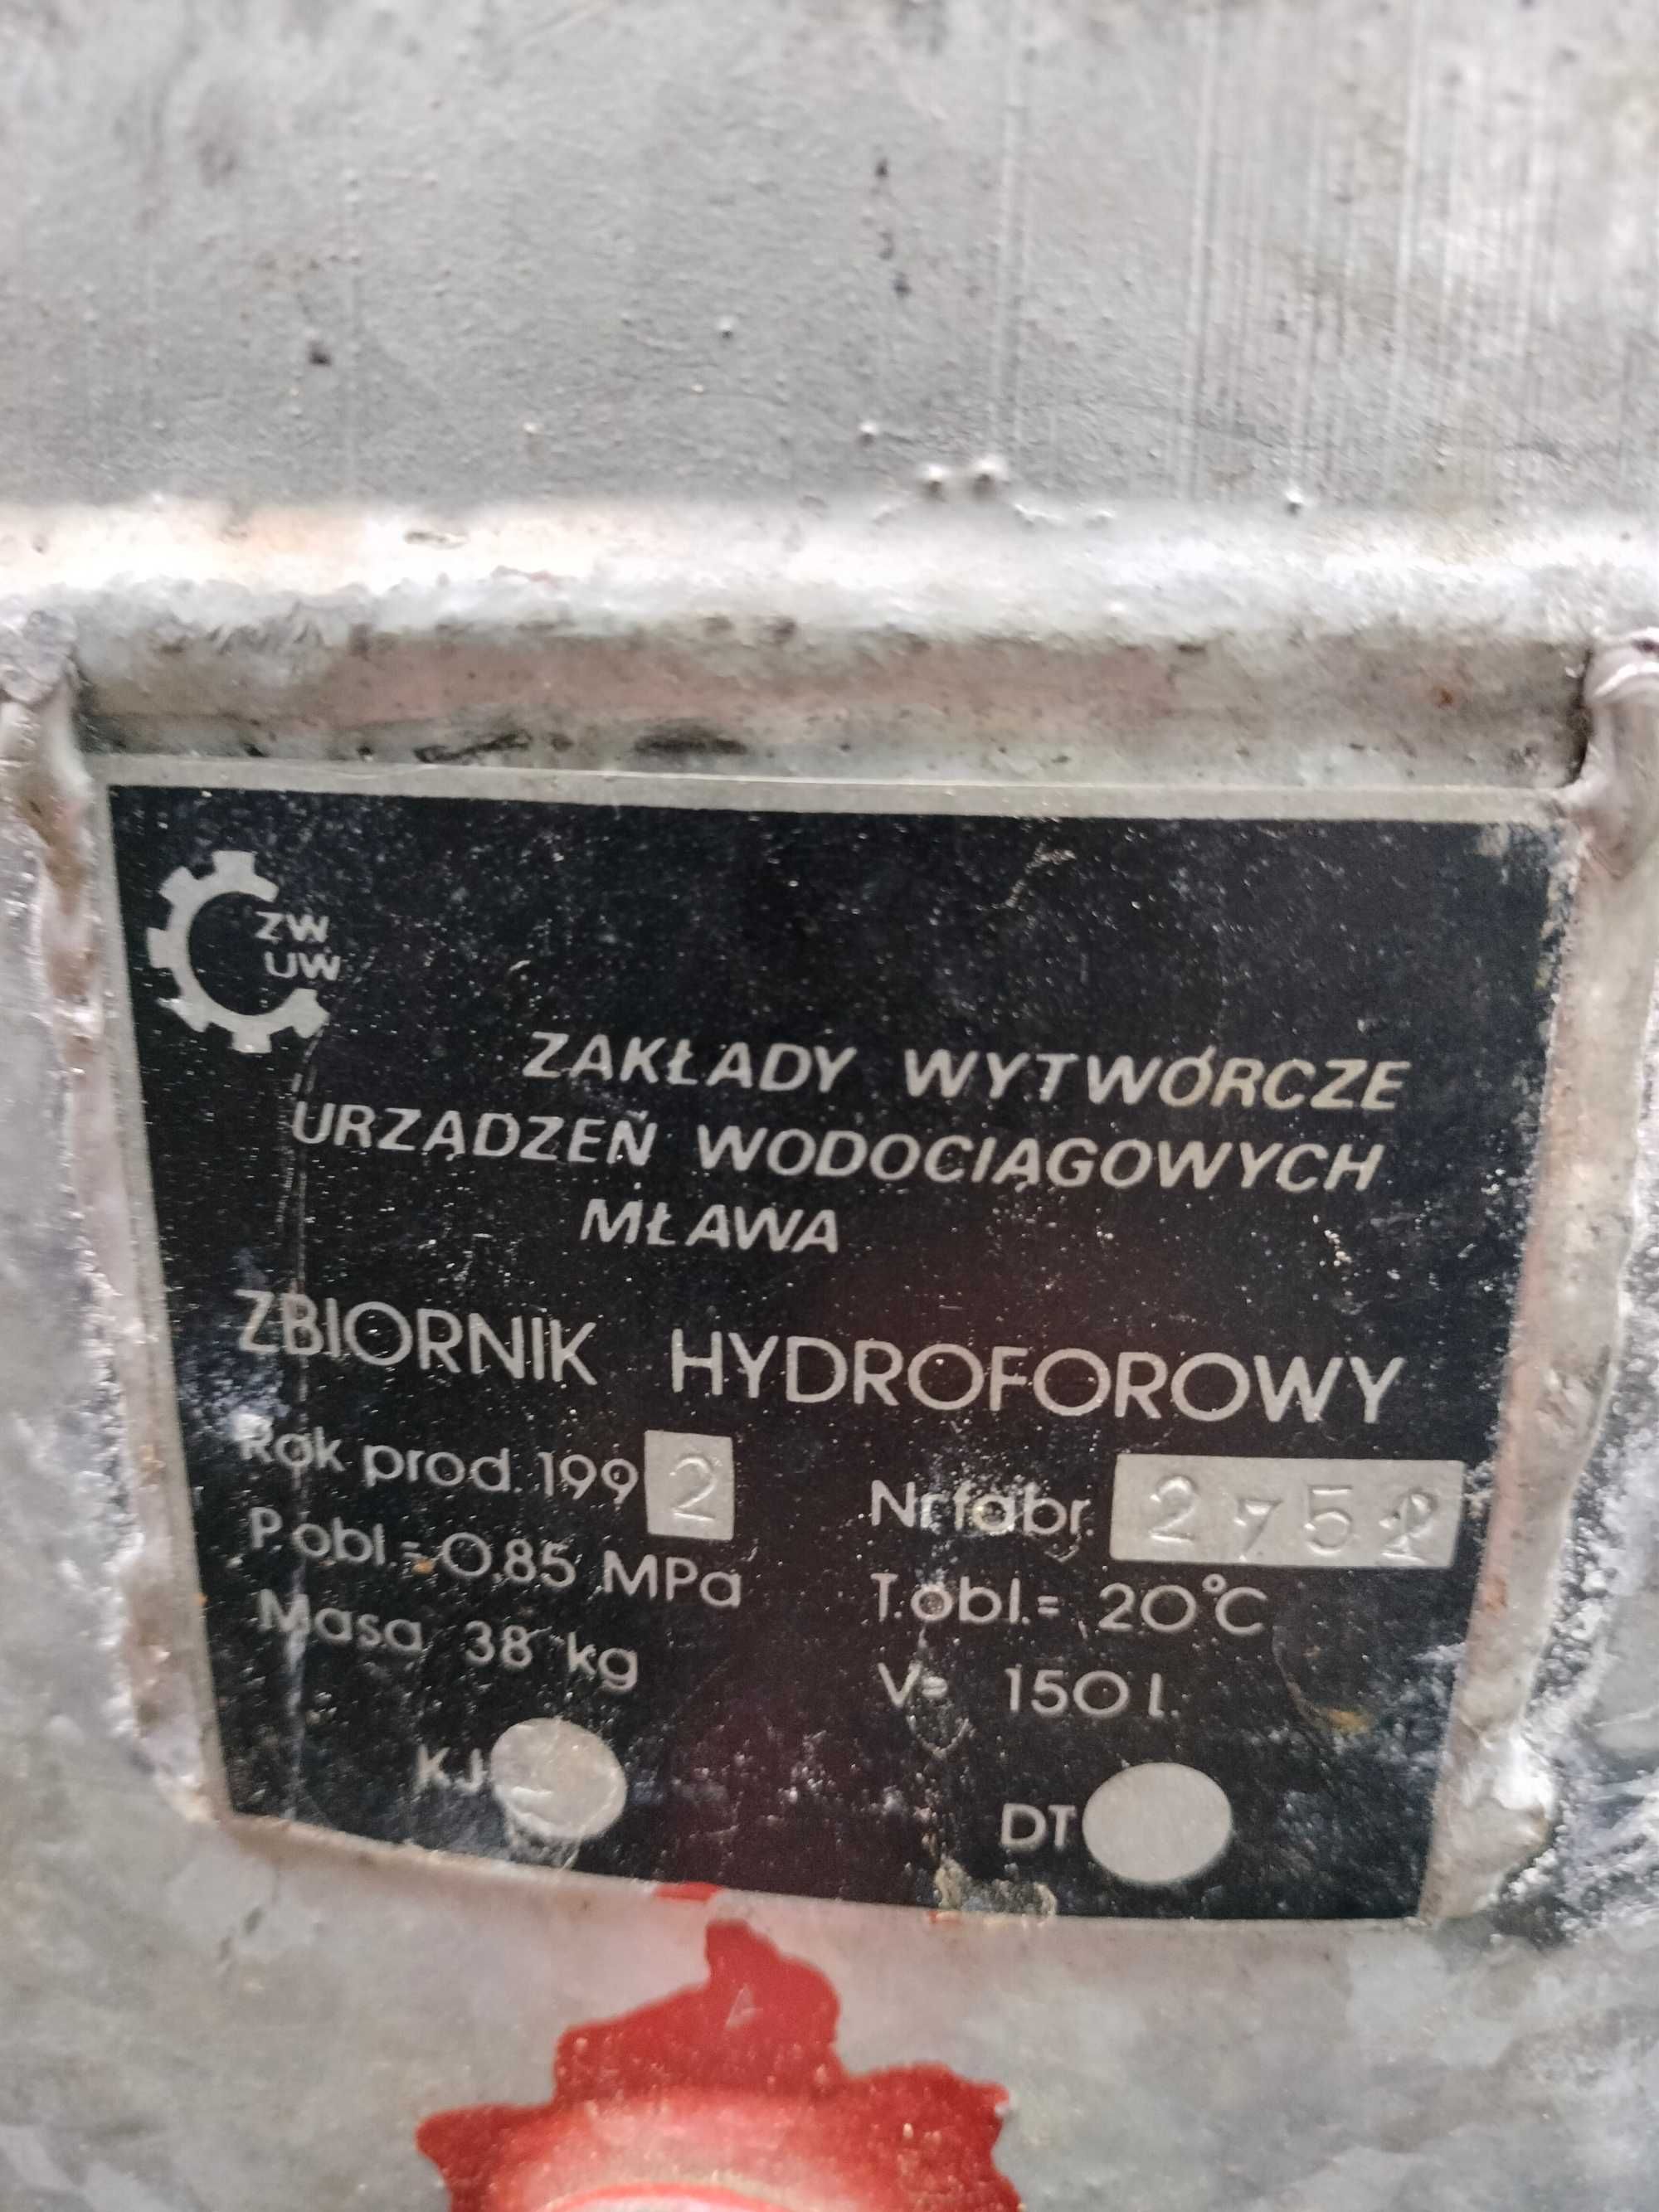 ZW
UW
ZAKŁADY WYTWÓRCZE
URZĄDZEŃ WODOCIĄGOWYCH
MŁAWA
ZBIORNIK HYDROFOROWY
Rok prod. 1992 Nr fabr. 2752
P. obl. = 0,85 MPa T. obl. = 20°C
Masa 38 kg V= 150 l.
KJ DT